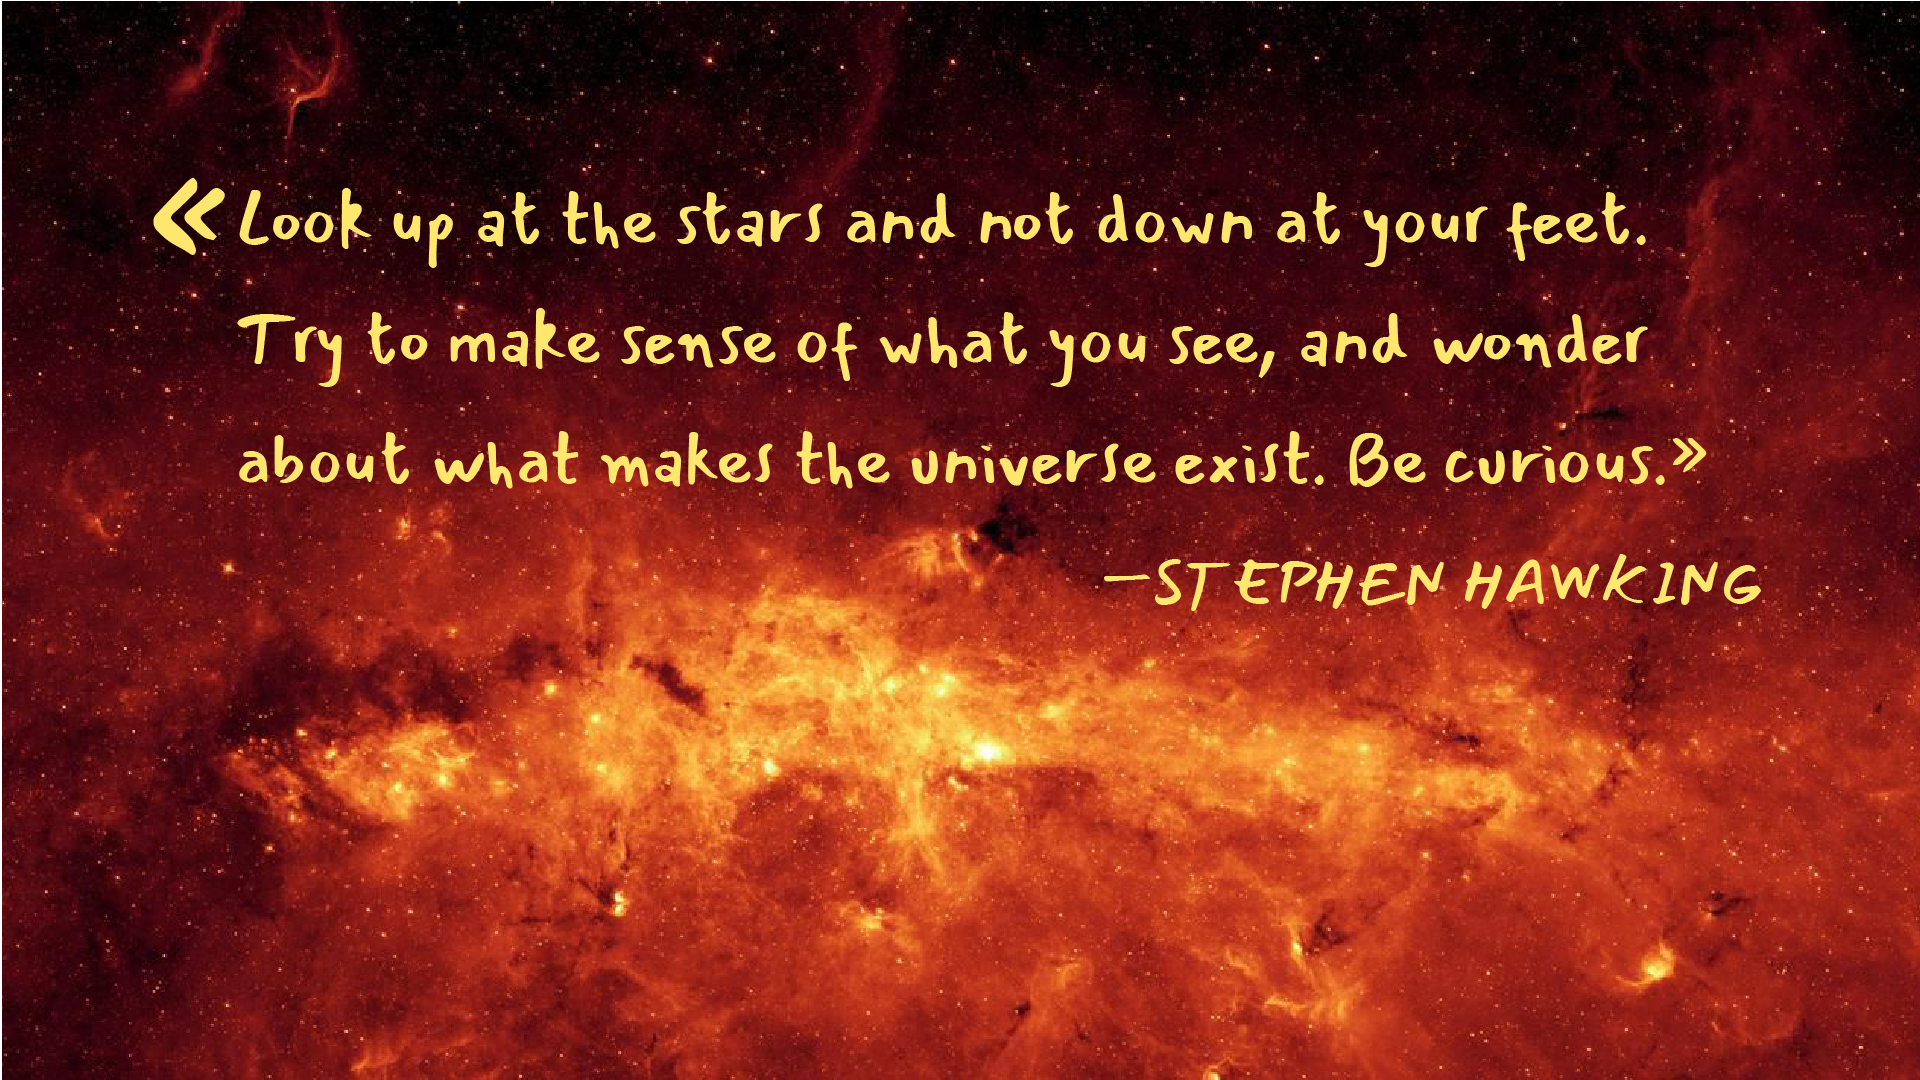 «Look up at the stars and not down at your feet.
Try to make sense of what you see, and wonder
about what makes the universe exist. Be curious.»
—STEPHEN HAWKING